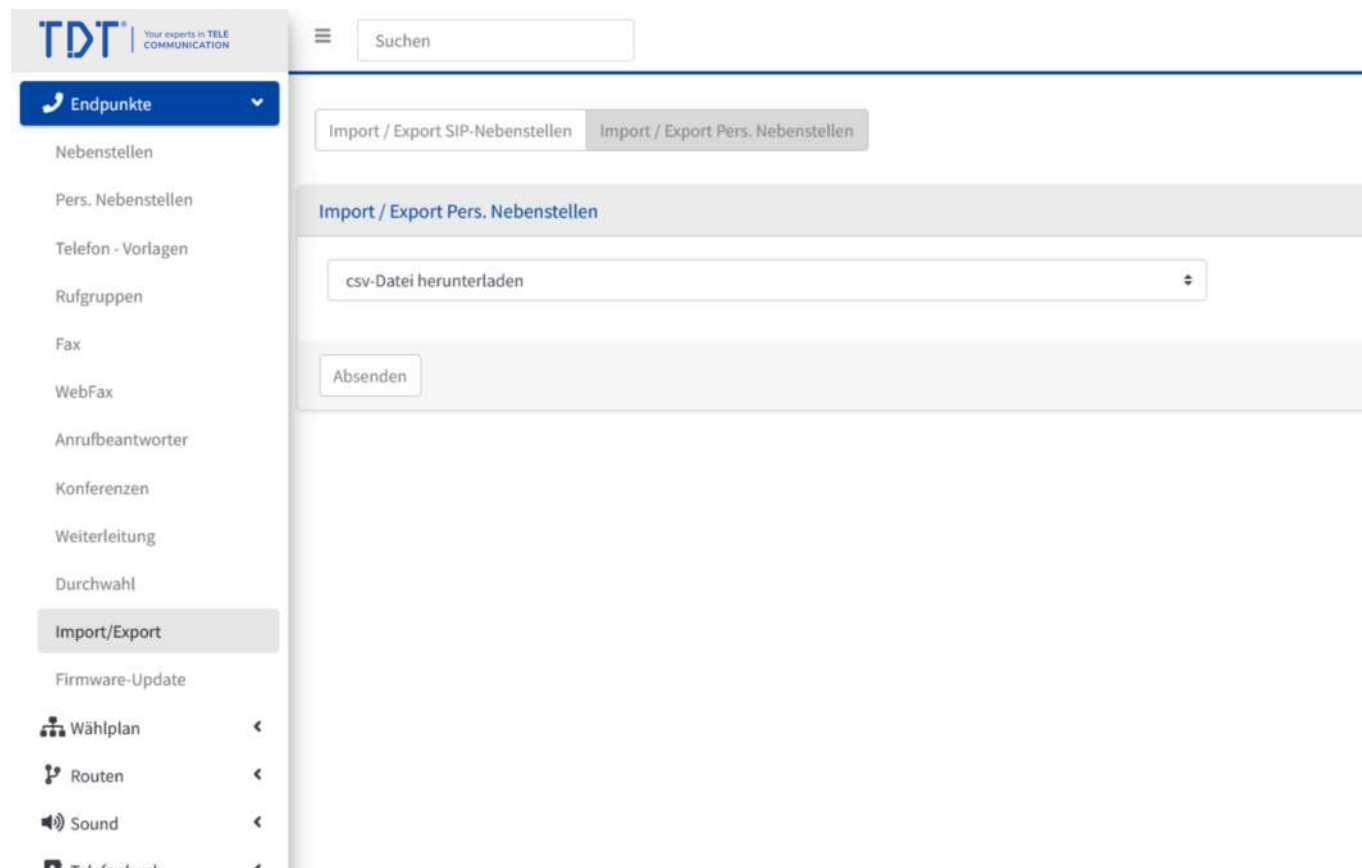 TDT
Your experts in TELE
COMMUNICATION
Suchen
Endpunkte
Nebenstellen
Pers. Nebenstellen
Telefon - Vorlagen
Rufgruppen
Fax
WebFax
Anrufbeantworter
Konferenzen
Weiterleitung
Durchwahl
Import/Export
Firmware-Update
Wählplan
Routen
Sound
Import / Export SIP-Nebenstellen
Import / Export Pers. Nebenstellen
Import / Export Pers. Nebenstellen
csv-Datei herunterladen
Absenden